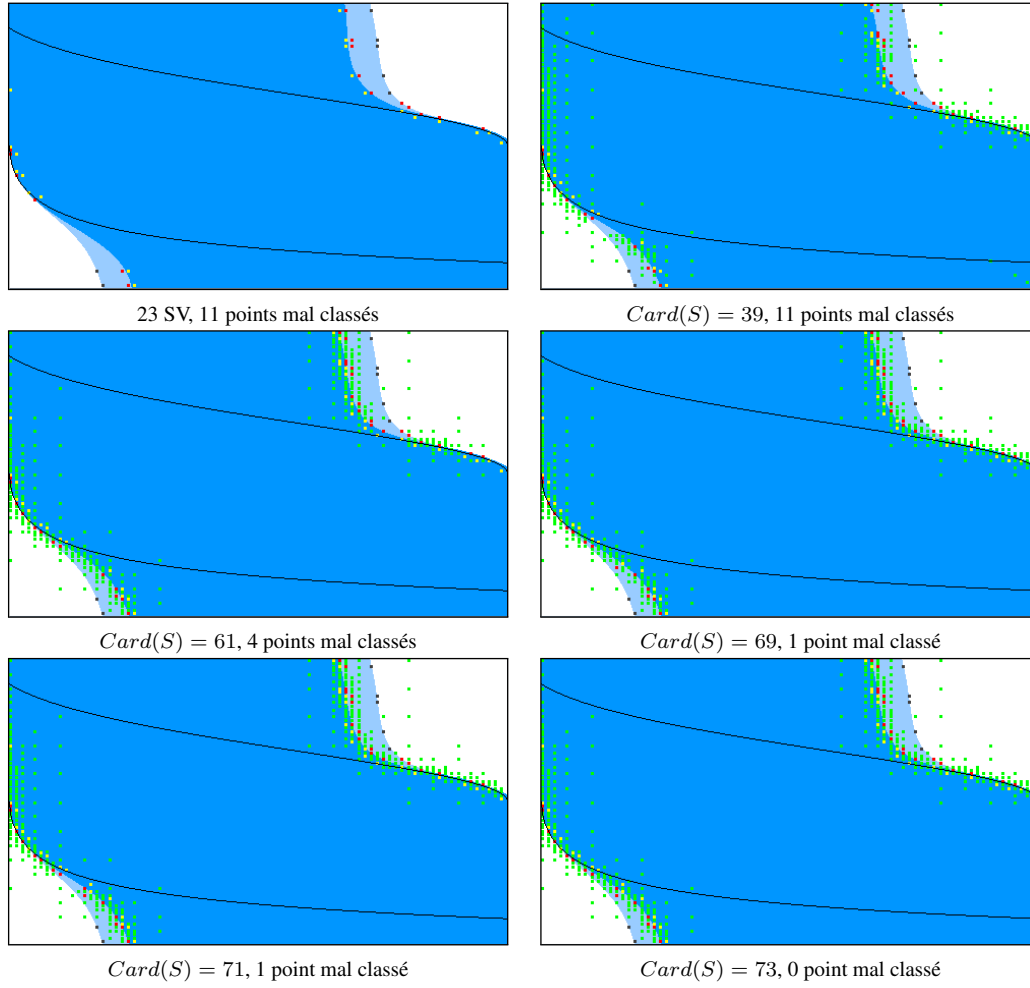 23 SV, 11 points mal classés
Card(S) = 39, 11 points mal classés
Card(S) = 61, 4 points mal classés
Card(S) = 69, 1 point mal classé
Card(S) = 71, 1 point mal classé
Card(S) = 73, 0 point mal classé